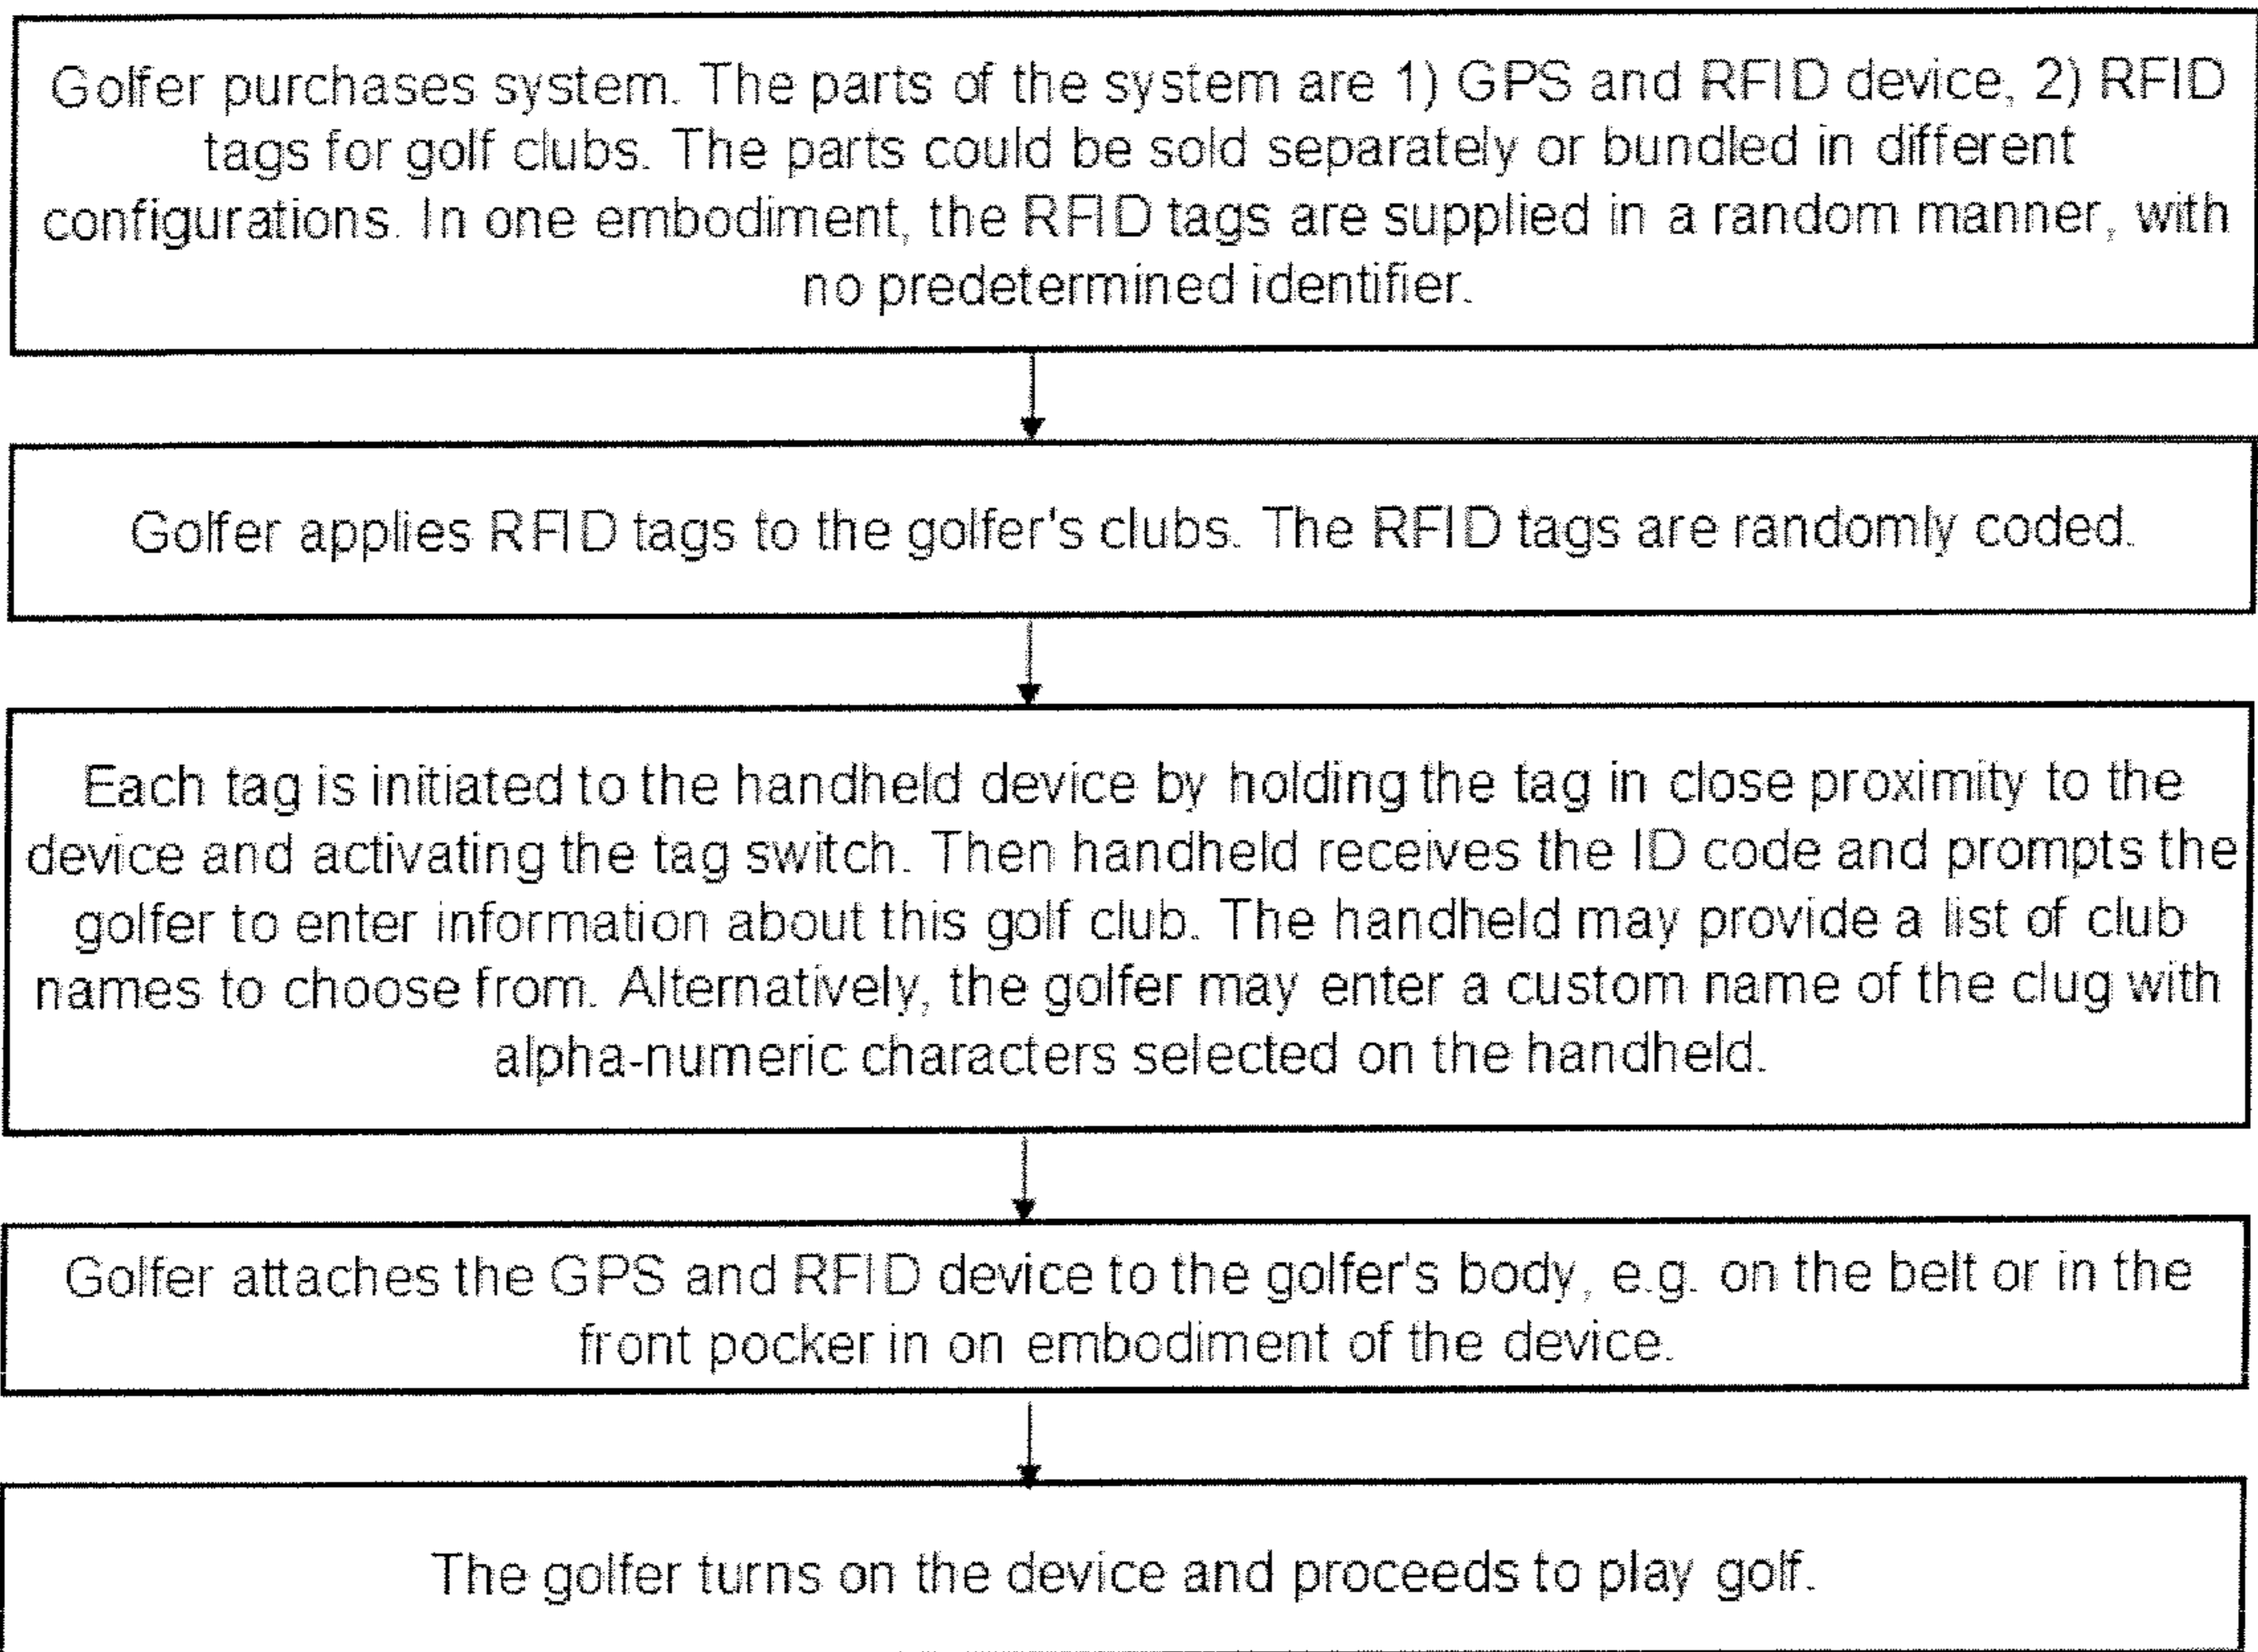 Golfer purchases system. The parts of the system are 1) GPS and RFID device, 2) RFID
tags for golf clubs. The parts could be sold separately or bundled in different
configurations. In one embodiment, the RFID tags are supplied in a random manner, with
no predetermined identifier.
Golfer applies RFID tags to the golfer's clubs. The RFID tags are randomly coded.
Each tag is initiated to the handheld device by holding the tag in close proximity to the
device and activating the tag switch. Then handheld receives the ID code and prompts the
golfer to enter information about this golf club. The handheld may provide a list of club
names to choose from. Alternatively, the golfer may enter a custom name of the clug with
alpha-numeric characters selected on the handheld.
Golfer attaches the GPS and RFID device to the golfer's body, e.g. on the belt or in the
front pocker in on embodiment of the device.
The golfer turns on the device and proceeds to play golf.